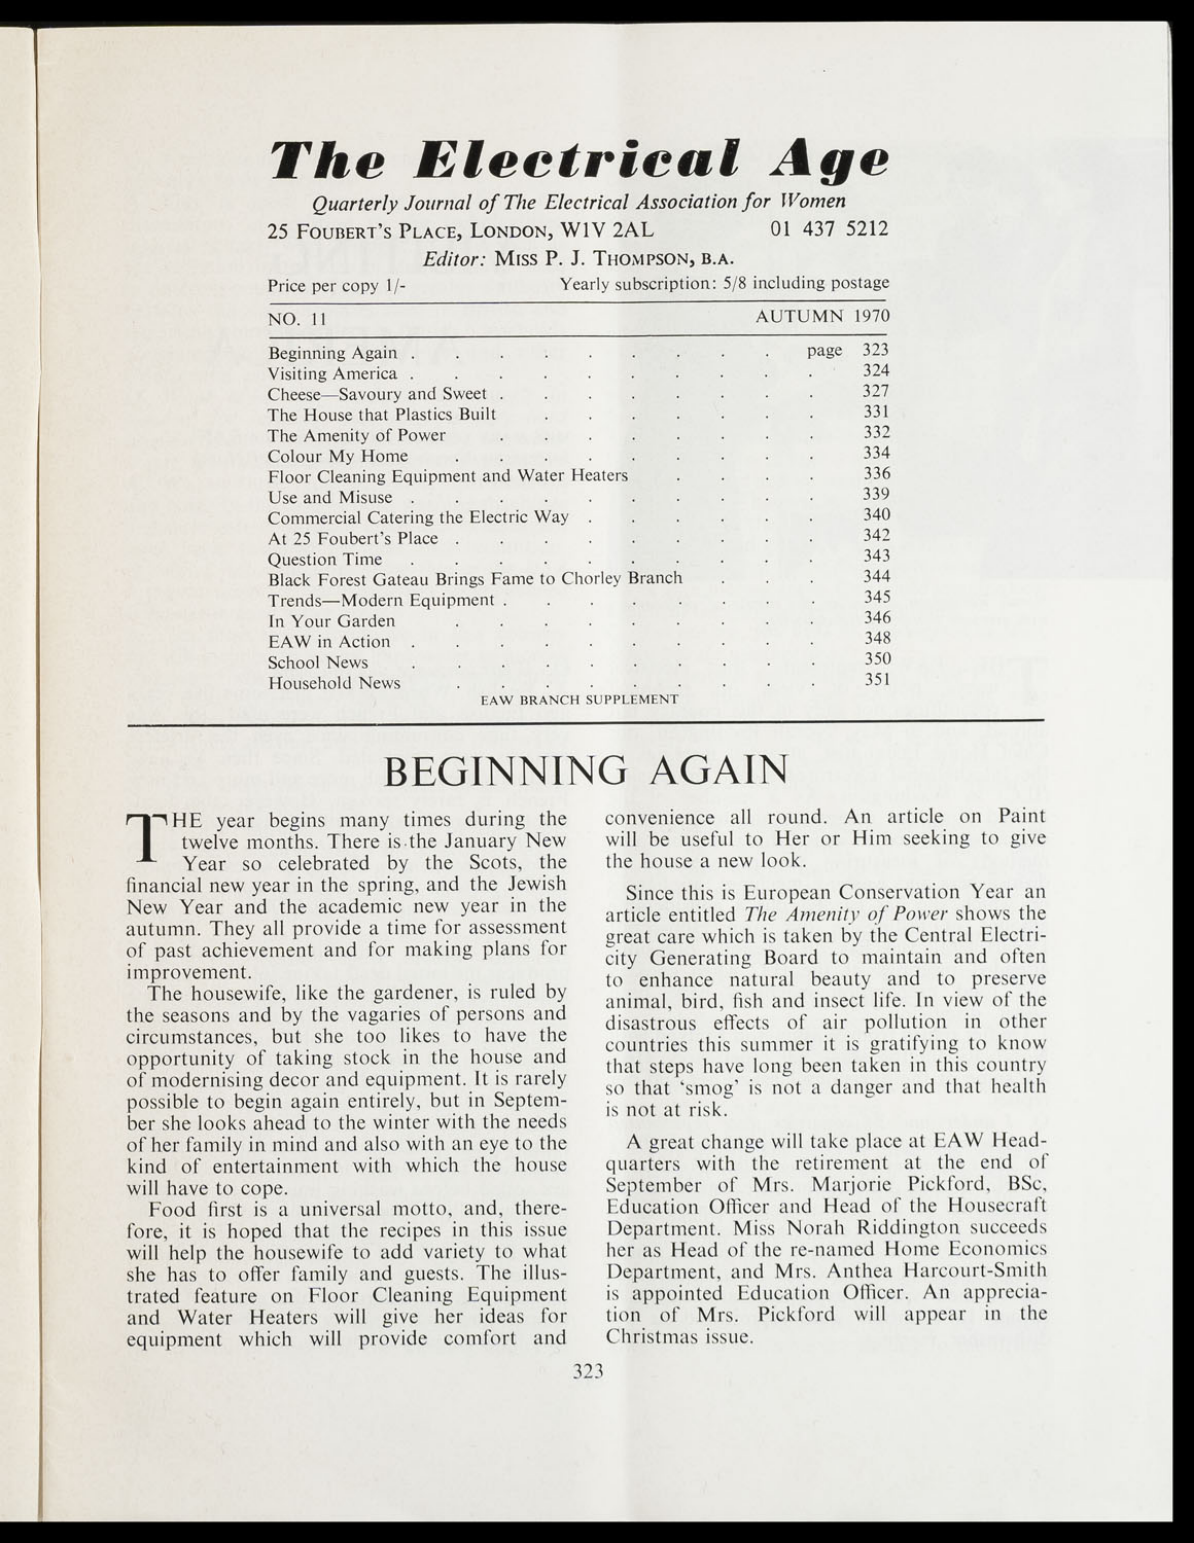 The Electrical Age
Quarterly Journal of The Electrical Association for Women
25 FOUBERT'S PLACE, LONDON, W1V 2AL 01 437 5212
Editor: MISS P. J. THOMPSON, B.A.
Price per copy 1/- Yearly subscription: 5/8 including postage
NO. 11 AUTUMN 1970
Beginning Again . . . . . . . . . page 323
Visiting America . . . . . . . . . . 324
Cheese—Savoury and Sweet . . . . . . . . 327
The House that Plastics Built . . . . . . . 331
The Amenity of Power . . . . . . . . 332
Colour My Home . . . . . . . . . 334
Floor Cleaning Equipment and Water Heaters . . . . 336
Use and Misuse . . . . . . . . . . 339
Commercial Catering the Electric Way . . . . . . 340
At 25 Foubert's Place . . . . . . . . . 342
Question Time . . . . . . . . . . 343
Black Forest Gateau Brings Fame to Chorley Branch . . . 344
Trends—Modern Equipment . . . . . . . . 345
In Your Garden . . . . . . . . . 346
EAW in Action . . . . . . . . . . 348
School News . . . . . . . . . . 350
Household News . . . . . . . . . 351
EAW BRANCH SUPPLEMENT
BEGINNING AGAIN
THE year begins many times during the
twelve months. There is the January New
Year so celebrated by the Scots, the
financial new year in the spring, and the Jewish
New Year and the academic new year in the
autumn. They all provide a time for assessment
of past achievement and for making plans for
improvement.
The housewife, like the gardener, is ruled by
the seasons and by the vagaries of persons and
circumstances, but she too likes to have the
opportunity of taking stock in the house and
of modernising decor and equipment. It is rarely
possible to begin again entirely, but in Septem-
ber she looks ahead to the winter with the needs
of her family in mind and also with an eye to the
kind of entertainment with which the house
will have to cope.
Food first is a universal motto, and, there-
fore, it is hoped that the recipes in this issue
will help the housewife to add variety to what
she has to offer family and guests. The illus-
trated feature on Floor Cleaning Equipment
and Water Heaters will give her ideas for
equipment which will provide comfort and
convenience all round. An article on Paint
will be useful to Her or Him seeking to give
the house a new look.
Since this is European Conservation Year an
article entitled The Amenity of Power shows the
great care which is taken by the Central Electri-
city Generating Board to maintain and often
to enhance natural beauty and to preserve
animal, bird, fish and insect life. In view of the
disastrous effects of air pollution in other
countries this summer it is gratifying to know
that steps have long been taken in this country
so that 'smog' is not a danger and that health
is not at risk.
A great change will take place at EAW Head-
quarters with the retirement at the end of
September of Mrs. Marjorie Pickford, BSc,
Education Officer and Head of the Housecraft
Department. Miss Norah Riddington succeeds
her as Head of the re-named Home Economics
Department, and Mrs. Anthea Harcourt-Smith
is appointed Education Officer. An apprecia-
tion of Mrs. Pickford will appear in the
Christmas issue.
323